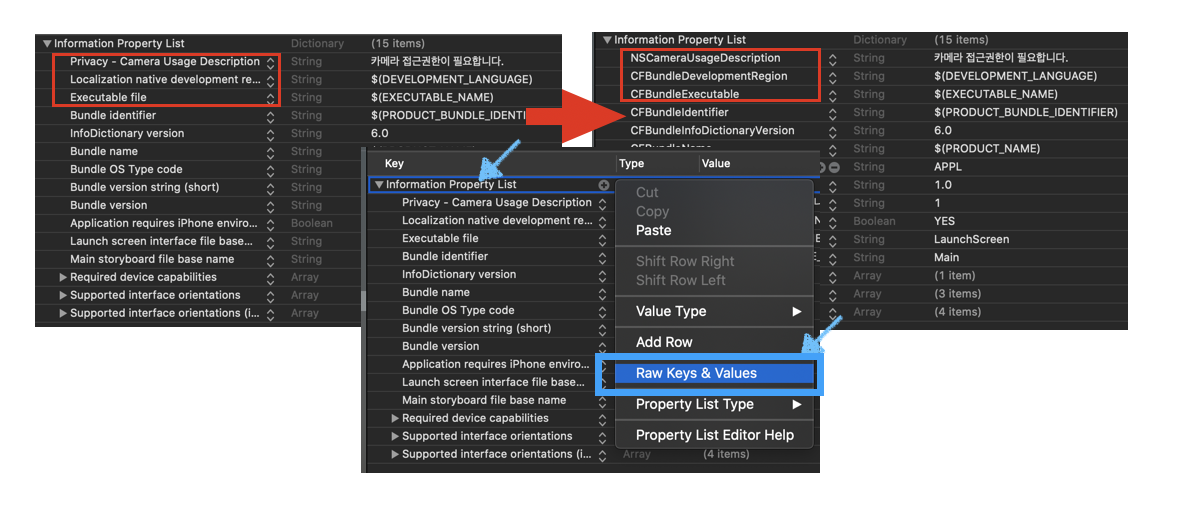 Information Property List Dictionary (15 items)
Privacy - Camera Usage Description String 카메라 접근권한이 필요합니다.
Localization native development re... String $(DEVELOPMENT_LANGUAGE)
Executable file String $(EXECUTABLE_NAME)
Bundle identifier String $(PRODUCT_BUNDLE_IDENTI
InfoDictionary version String 6.0
Bundle name String
Bundle OS Type code String
Bundle version string (short) String
Bundle version String
Application requires iPhone enviro... Boolean
Launch screen interface file base... String
Main storyboard file base name String
Required device capabilities Array
Supported interface orientations Array
Supported interface orientations (i... Array
Information Property List Dictionary (15 items)
NSCameraUsageDescription String 카메라 접근권한이 필요합니다.
CFBundleDevelopmentRegion String $(DEVELOPMENT_LANGUAGE)
CFBundleExecutable String $(EXECUTABLE_NAME)
CFBundleIdentifier String $(PRODUCT_BUNDLE_IDENTIFIER)
CFBundleInfoDictionaryVersion String 6.0
CFBundleName String $(PRODUCT_NAME)
String APPL
String 1.0
String 1
Boolean YES
String LaunchScreen
String Main
Array (1 item)
Array (3 items)
Array (4 items)
Key Type Value
Information Property List
Privacy - Camera Usage Description
Localization native development re...
Executable file
Bundle identifier
InfoDictionary version
Bundle name
Bundle OS Type code
Bundle version string (short)
Bundle version
Application requires iPhone enviro...
Launch screen interface file base...
Main storyboard file base name
Required device capabilities
Supported interface orientations
Supported interface orientations (i... Array (4 items)
Cut
Copy
Paste
Shift Row Right
Shift Row Left
Value Type
Add Row
Raw Keys & Values
Property List Type
Property List Editor Help